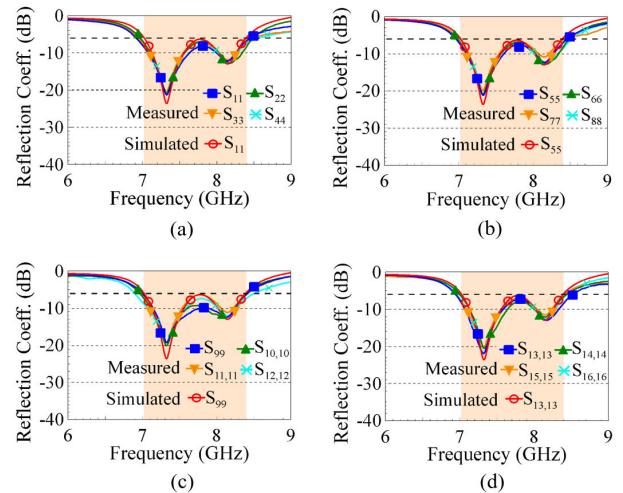 Reflection Coeff. (dB)
0
-10
-20
-30
-40
S11 S22
Measured S33 S44
Simulated S11
6 7 8 9
Frequency (GHz)
(a)
Reflection Coeff. (dB)
0
-10
-20
-30
-40
S55 S66
Measured S77 S88
Simulated S55
6 7 8 9
Frequency (GHz)
(b)
Reflection Coeff. (dB)
0
-10
-20
-30
-40
S99 S10,10
Measured S11,11 S12,12
Simulated S99
6 7 8 9
Frequency (GHz)
(c)
Reflection Coeff. (dB)
0
-10
-20
-30
-40
S13,13 S14,14
Measured S15,15 S16,16
Simulated S13,13
6 7 8 9
Frequency (GHz)
(d)